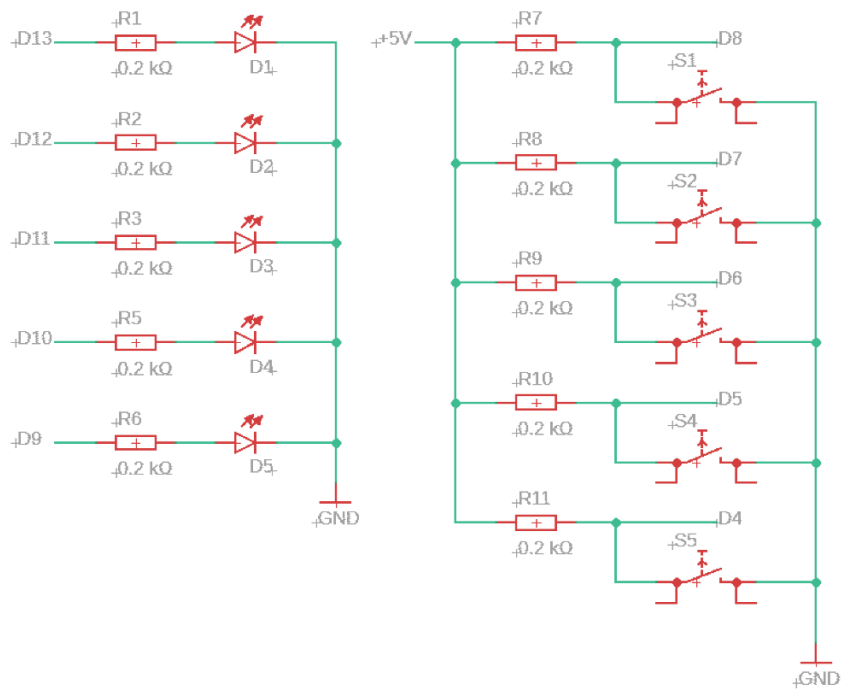 D13
R1
0.2 kΩ
D1
D12
R2
0.2 kΩ
D2
D11
R3
0.2 kΩ
D3
D10
R5
0.2 kΩ
D4
D9
R6
0.2 kΩ
D5
GND
+5V
R7
0.2 kΩ
D8
S1
R8
0.2 kΩ
D7
S2
R9
0.2 kΩ
D6
S3
R10
0.2 kΩ
D5
S4
R11
0.2 kΩ
D4
S5
GND